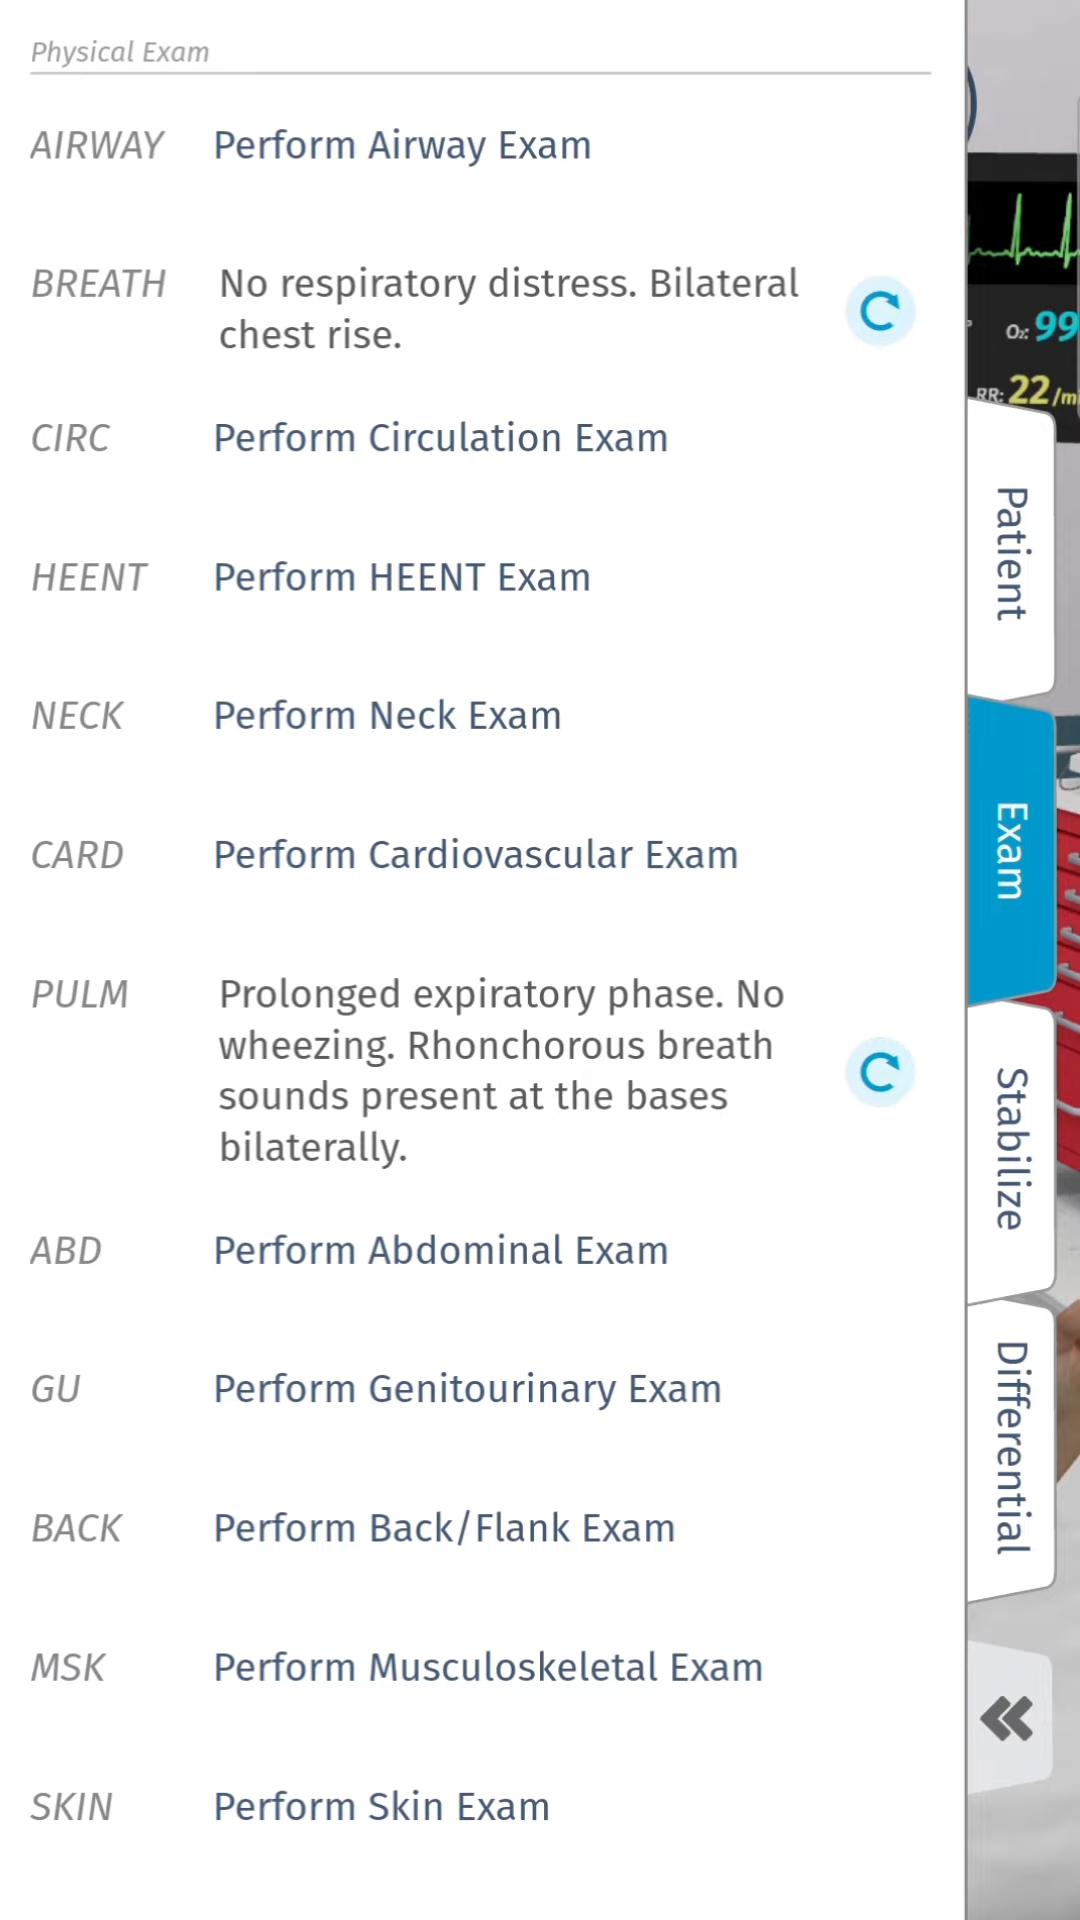 Physical Exam
AIRWAY Perform Airway Exam
BREATH No respiratory distress. Bilateral
chest rise.
CIRC Perform Circulation Exam
HEENT Perform HEENT Exam
NECK Perform Neck Exam
CARD Perform Cardiovascular Exam
PULM Prolonged expiratory phase. No
wheezing. Rhonchorous breath
sounds present at the bases
bilaterally.
ABD Perform Abdominal Exam
GU Perform Genitourinary Exam
BACK Perform Back/Flank Exam
MSK Perform Musculoskeletal Exam
SKIN Perform Skin Exam
O₂: 99
RR: 22
Patient
Exam
Stabilize
Differential